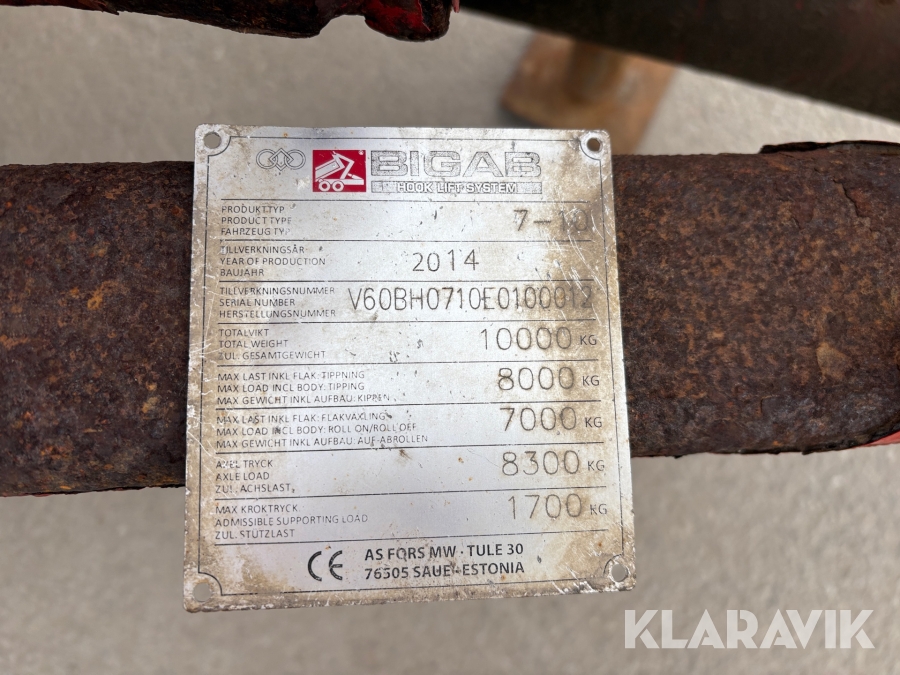 BIGAB
HOOK LIFT SYSTEM
PRODUKTTYP
PRODUCT TYPE
FAHRZEUG TYP
7-10
TILLVERKNINGSÅR
YEAR OF PRODUCTION
BAUJAHR
2014
TILLVERKNINGSNUMMER
SERIAL NUMBER
HERSTELLUNGSNUMMER
V60BH0710E0100012
TOTALVIKT
TOTAL WEIGHT
ZUL. GESAMTGEWICHT
10000 KG
MAX LAST INKL FLAK: TIPPNING
MAX LOAD INCL BODY: TIPPING
MAX GEWICHT INKL AUFBAU: KIPPEN
8000 KG
MAX LAST INKL FLAK: FLAKVÄXLING
MAX LOAD INCL BODY: ROLL ON/ROLL OFF
MAX GEWICHT INKL AUFBAU: AUF-ABROLLEN
7000 KG
AXEL TRYCK
AXLE LOAD
ZUL. ACHSLAST
8300 KG
MAX KROKTRYCK
ADMISSIBLE SUPPORTING LOAD
ZUL. STÜTZLAST
1700 KG
CE
AS FORS MW · TULE 30
76505 SAUE · ESTONIA
KLARAVIK